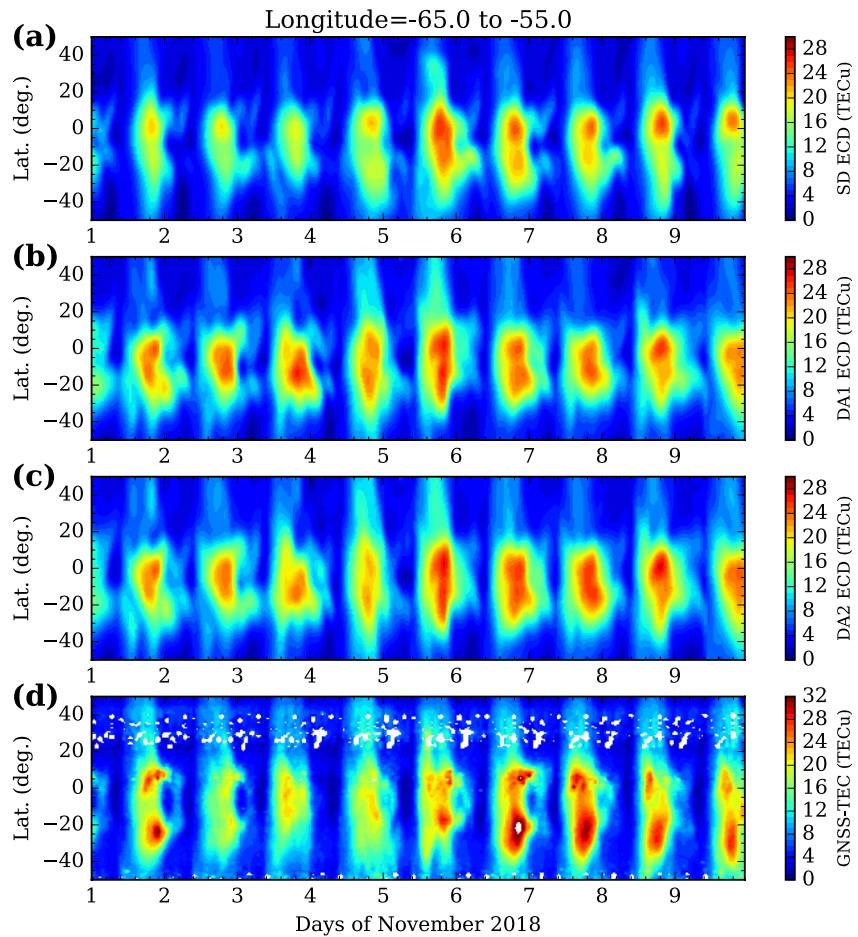 Longitude=-65.0 to -55.0
(a)
Lat. (deg.)
40
20
0
−20
−40
1 2 3 4 5 6 7 8 9
28
24
20
16
12
8
4
0
SD ECD (TECu)
(b)
Lat. (deg.)
40
20
0
−20
−40
1 2 3 4 5 6 7 8 9
28
24
20
16
12
8
4
0
DA1 ECD (TECu)
(c)
Lat. (deg.)
40
20
0
−20
−40
1 2 3 4 5 6 7 8 9
28
24
20
16
12
8
4
0
DA2 ECD (TECu)
(d)
Lat. (deg.)
40
20
0
−20
−40
1 2 3 4 5 6 7 8 9
32
28
24
20
16
12
8
4
0
GNSS-TEC (TECu)
Days of November 2018